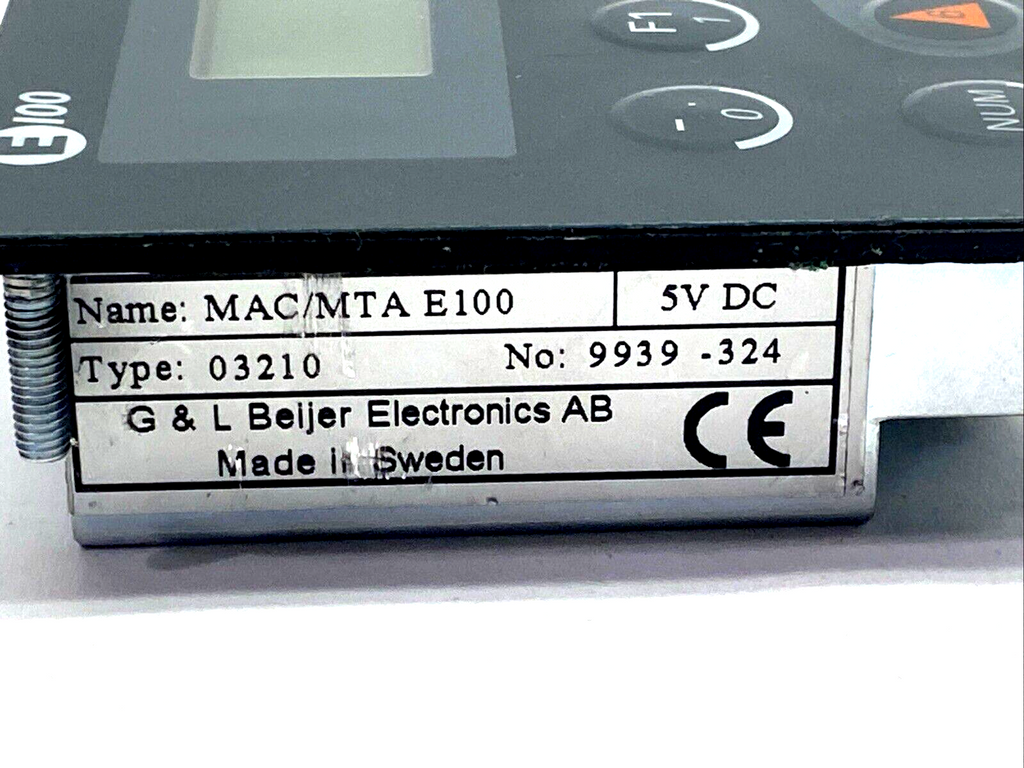 F1 1
6
E100
- . 0
NUM
Name: MAC/MTA E100 5V DC
Type: 03210 No: 9939 -324
G & L Beijer Electronics AB
Made in Sweden
CE